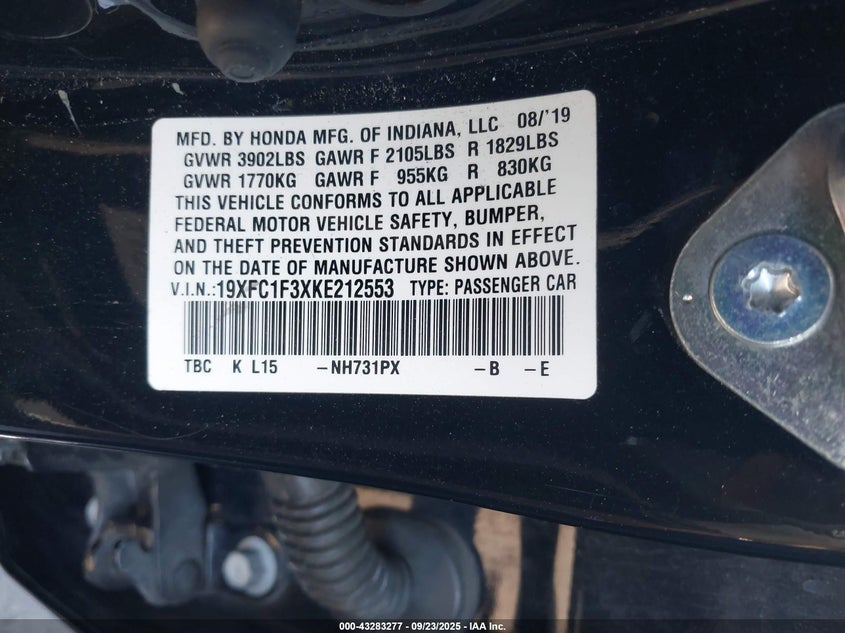 MFD. BY HONDA MFG. OF INDIANA, LLC 08/'19
GVWR 3902LBS GAWR F 2105LBS R 1829LBS
GVWR 1770KG GAWR F 955KG R 830KG
THIS VEHICLE CONFORMS TO ALL APPLICABLE
FEDERAL MOTOR VEHICLE SAFETY, BUMPER,
AND THEFT PREVENTION STANDARDS IN EFFECT
ON THE DATE OF MANUFACTURE SHOWN ABOVE.
V.I.N.:19XFC1F3XKE212553 TYPE: PASSENGER CAR
TBC K L15 -NH731PX -B -E
000-43283277 - 09/23/2025 - IAA Inc.